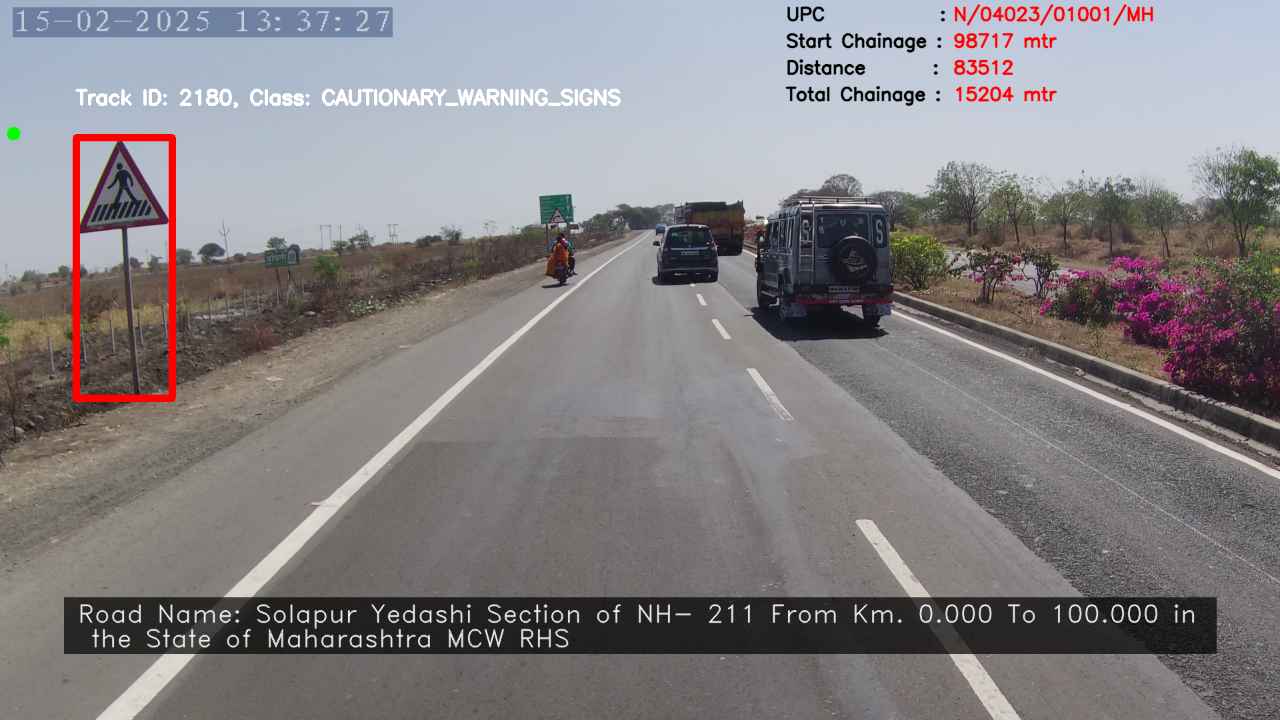 15-02-2025 13:37:27
UPC : N/04023/01001/MH
Start Chainage : 98717 mtr
Distance : 83512
Total Chainage : 15204 mtr
Track ID: 2180, Class: CAUTIONARY_WARNING_SIGNS
S S
Road Name: Solapur Yedashi Section of NH- 211 From Km. 0.000 To 100.000 in
the State of Maharashtra MCW RHS